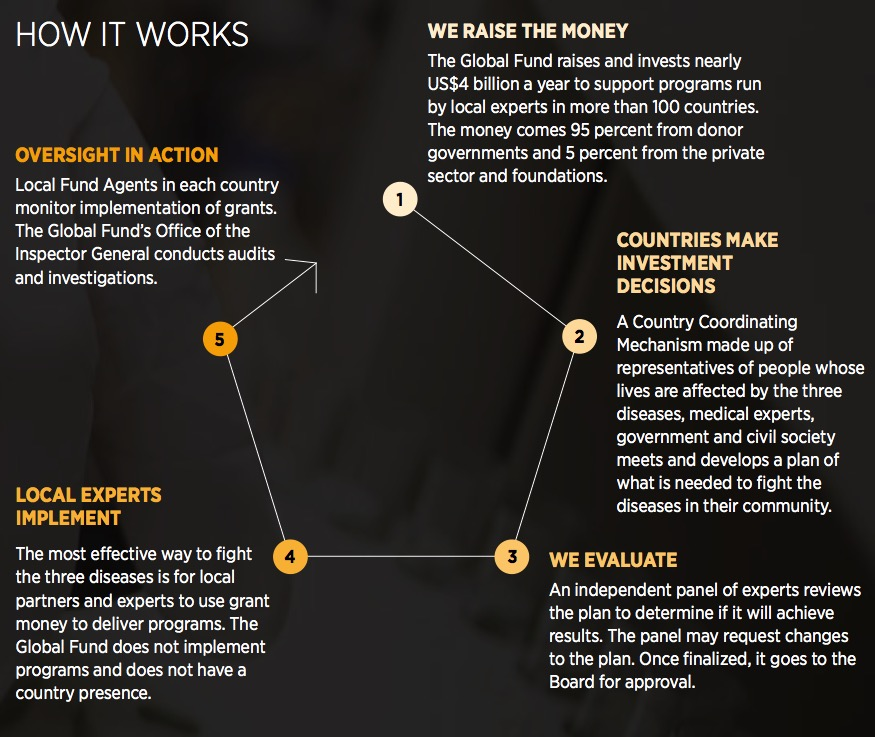 HOW IT WORKS
1
WE RAISE THE MONEY
The Global Fund raises and invests nearly
US$4 billion a year to support programs run
by local experts in more than 100 countries.
The money comes 95 percent from donor
governments and 5 percent from the private
sector and foundations.
2
COUNTRIES MAKE
INVESTMENT
DECISIONS
A Country Coordinating
Mechanism made up of
representatives of people whose
lives are affected by the three
diseases, medical experts,
government and civil society
meets and develops a plan of
what is needed to fight the
diseases in their community.
3
WE EVALUATE
An independent panel of experts reviews
the plan to determine if it will achieve
results. The panel may request changes
to the plan. Once finalized, it goes to the
Board for approval.
4
LOCAL EXPERTS
IMPLEMENT
The most effective way to fight
the three diseases is for local
partners and experts to use grant
money to deliver programs. The
Global Fund does not implement
programs and does not have a
country presence.
5
OVERSIGHT IN ACTION
Local Fund Agents in each country
monitor implementation of grants.
The Global Fund's Office of the
Inspector General conducts audits
and investigations.